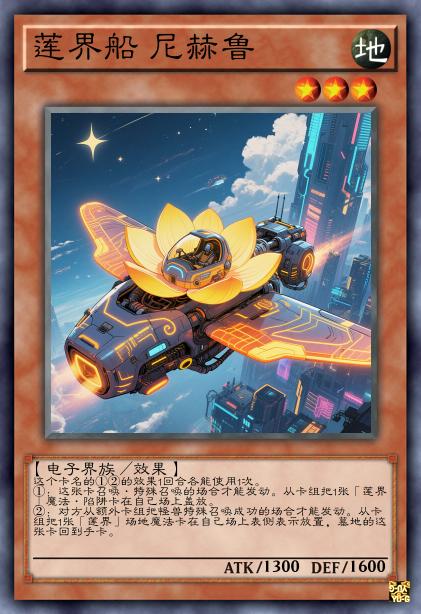 莲界船 尼赫鲁
地
【电子界族／效果】
这个卡名的①②的效果1回合各能使用1次。
①：这张卡召唤·特殊召唤的场合才能发动。从卡组把1张「莲界
」魔法·陷阱卡在自己场上盖放。
②：对方从额外卡组把怪兽特殊召唤成功的场合才能发动。从卡
组把1张「莲界」场地魔法卡在自己场上表侧表示放置，墓地的这
张卡回到手卡。
ATK/1300 DEF/1600